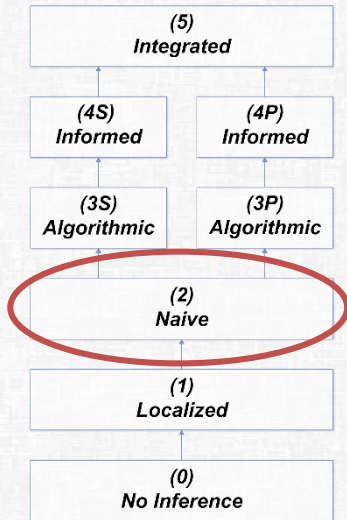 (5)
Integrated
(4S)
Informed
(4P)
Informed
(3S)
Algorithmic
(3P)
Algorithmic
(2)
Naive
(1)
Localized
(0)
No Inference